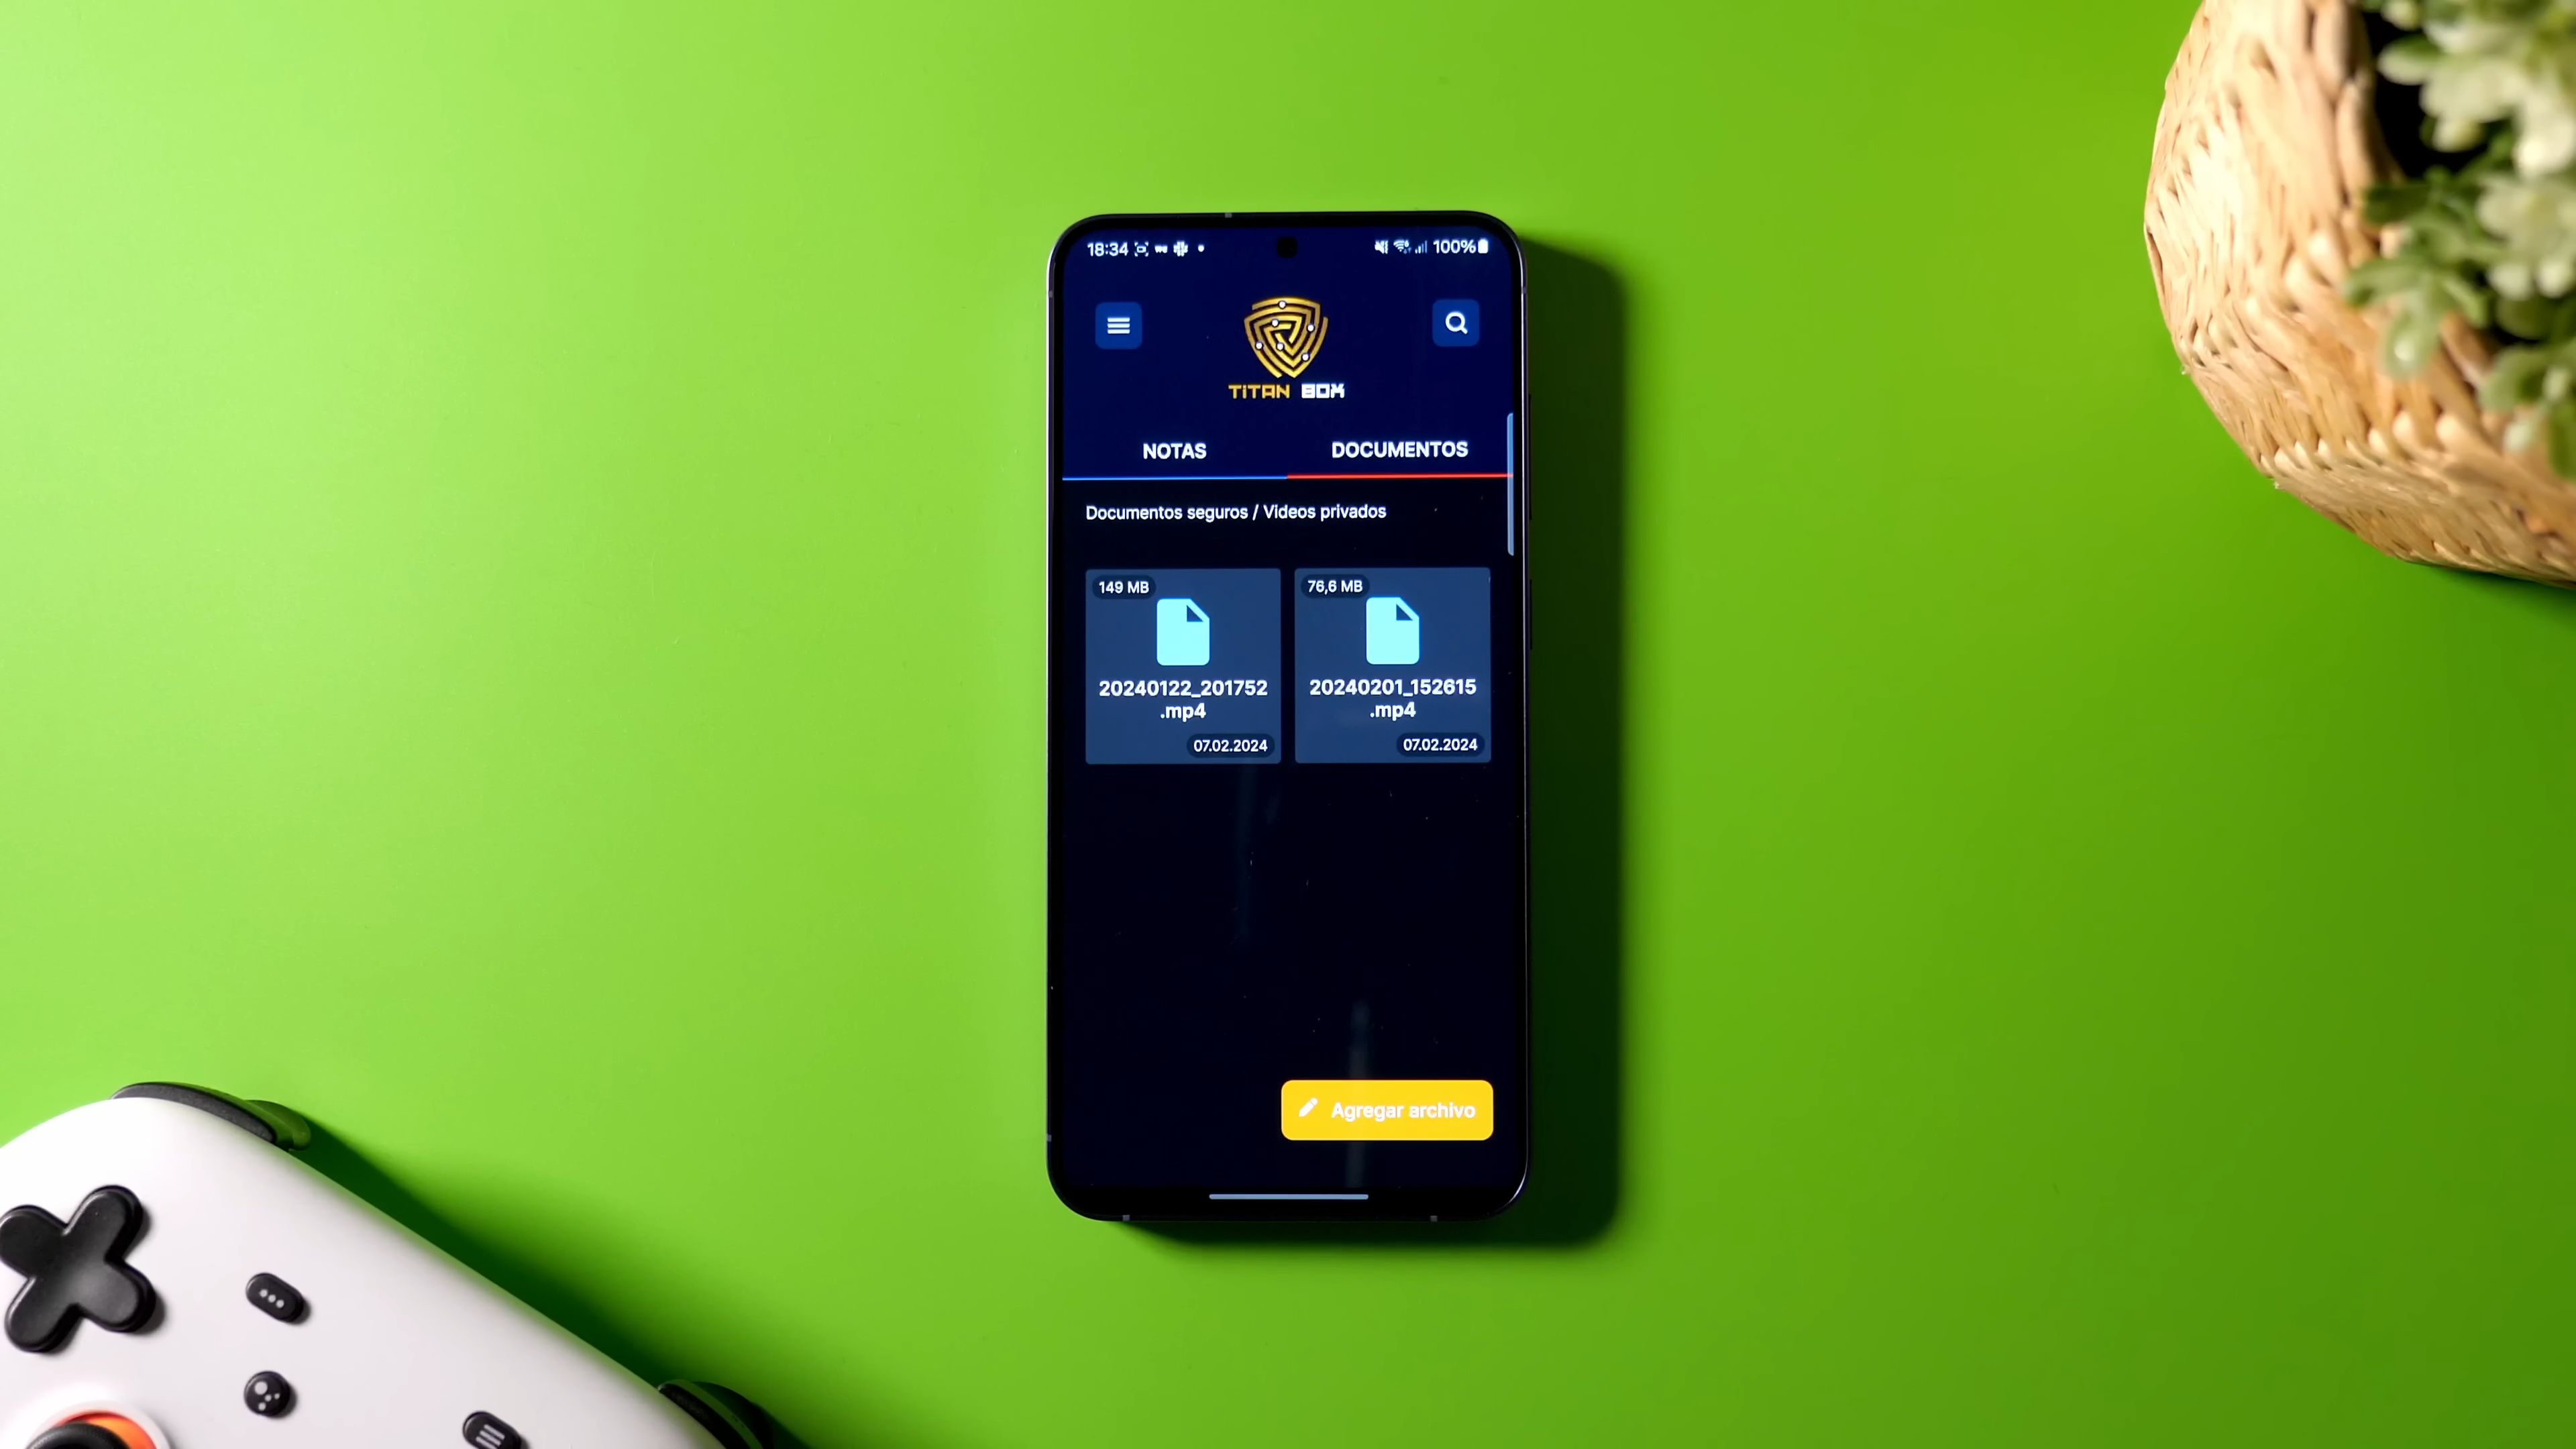 18:34
100%
TiTAN BOX
NOTAS
DOCUMENTOS
Documentos seguros / Videos privados
149 MB
20240122_201752
.mp4
07.02.2024
76,6 MB
20240201_152615
.mp4
07.02.2024
Agregar archivo